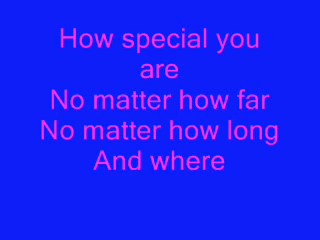 How special you
are
No matter how far
No matter how long
And where